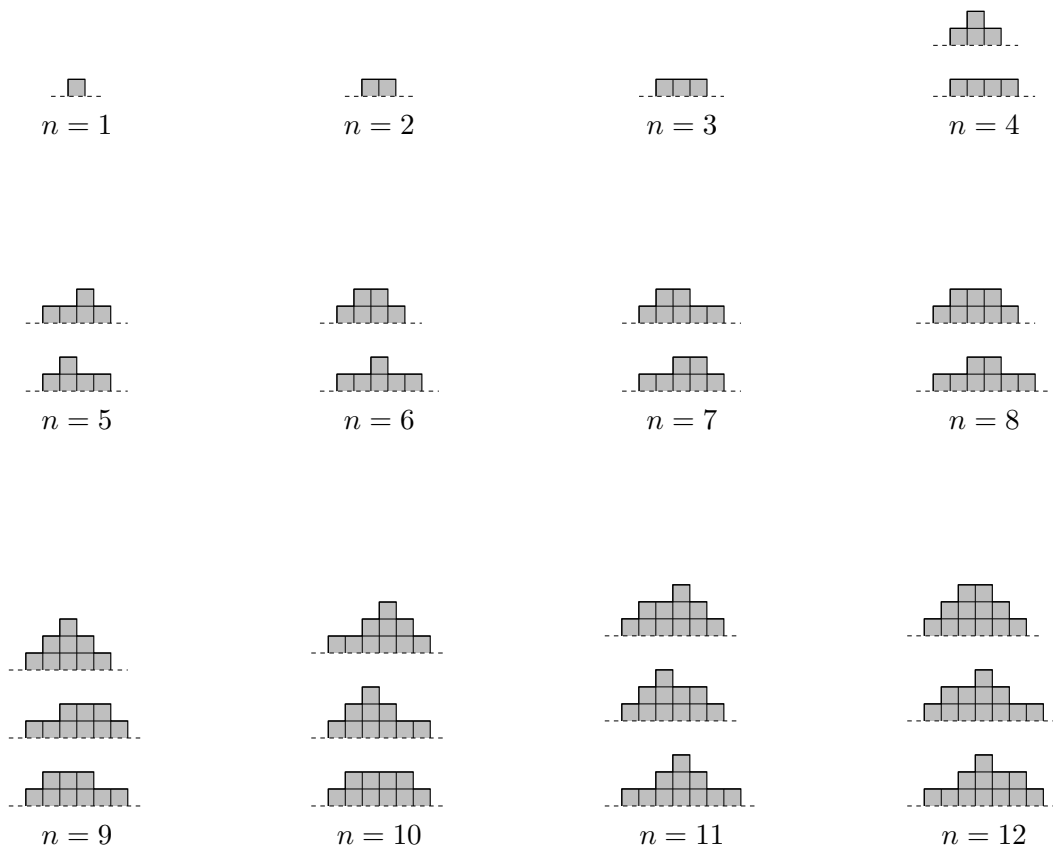 n = 1
n = 2
n = 3
n = 4
n = 5
n = 6
n = 7
n = 8
n = 9
n = 10
n = 11
n = 12